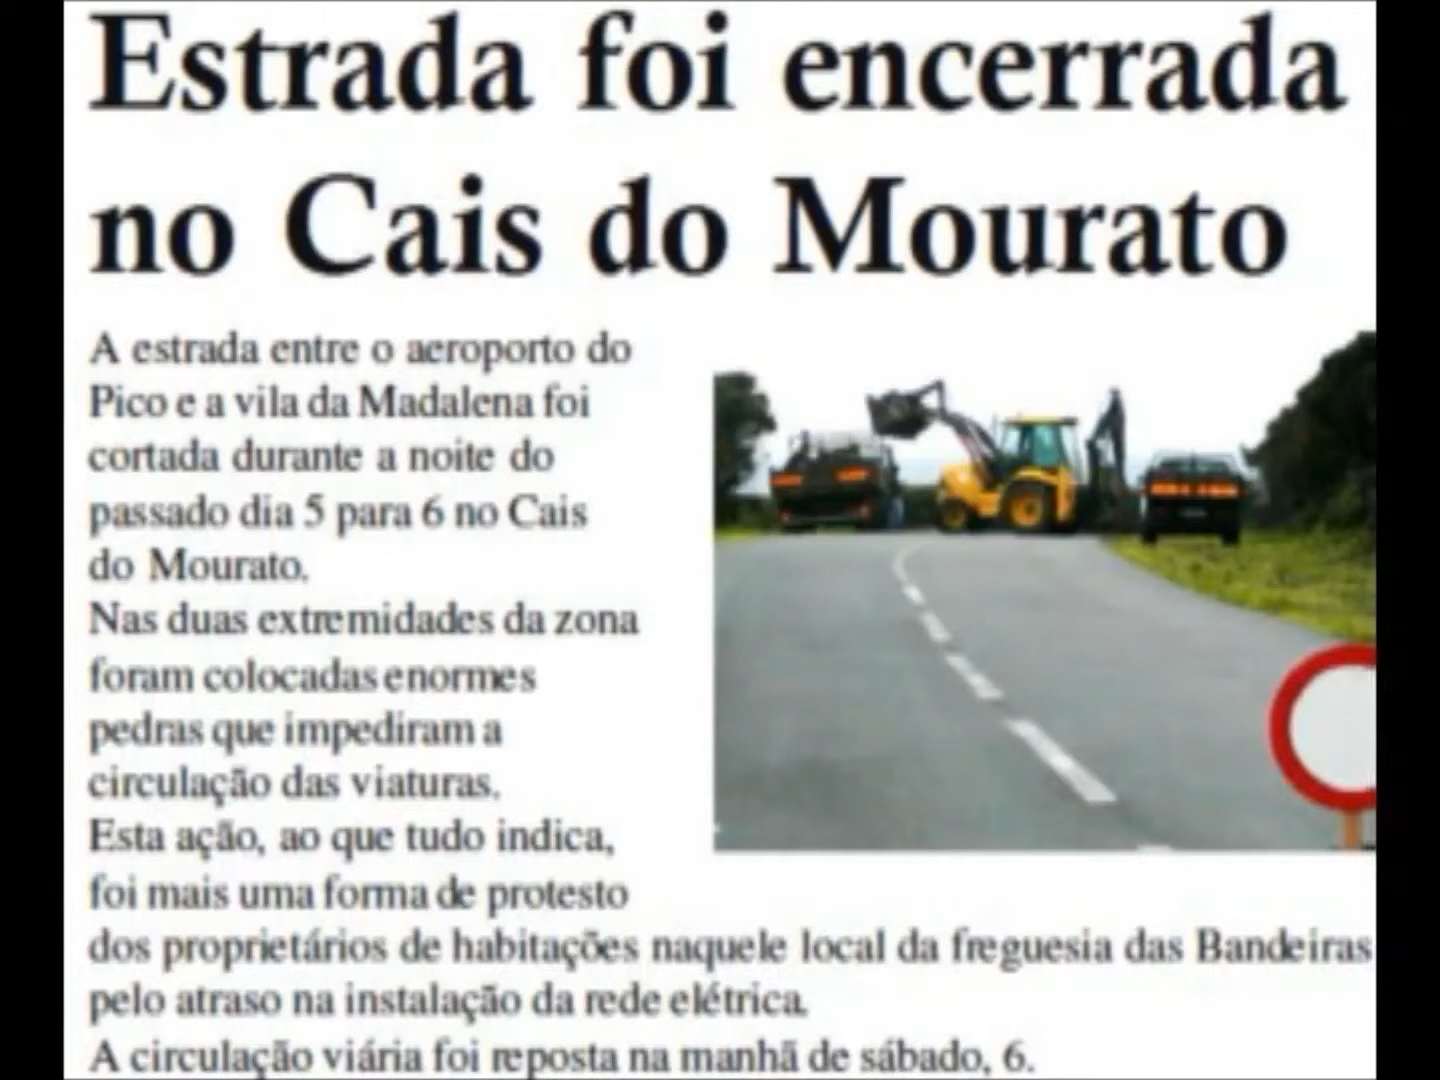 Estrada foi encerrada
no Cais do Mourato
A estrada entre o aeroporto do
Pico e a vila da Madalena foi
cortada durante a noite do
passado dia 5 para 6 no Cais
do Mourato.
Nas duas extremidades da zona
foram colocadas enormes
pedras que impediram a
circulação das viaturas.
Esta ação, ao que tudo indica,
foi mais uma forma de protesto
dos proprietários de habitações naquele local da freguesia das Bandeiras
pelo atraso na instalação da rede elétrica.
A circulação viária foi reposta na manhã de sábado, 6.